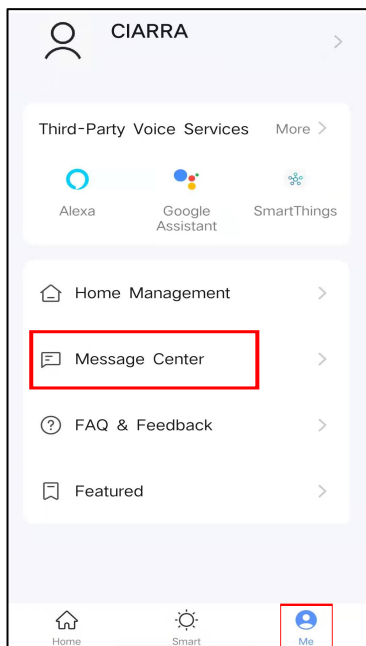 CIARRA
Third-Party Voice Services More
Alexa
Google
Assistant
SmartThings
Home Management
Message Center
FAQ & Feedback
Featured
Home
Smart
Me